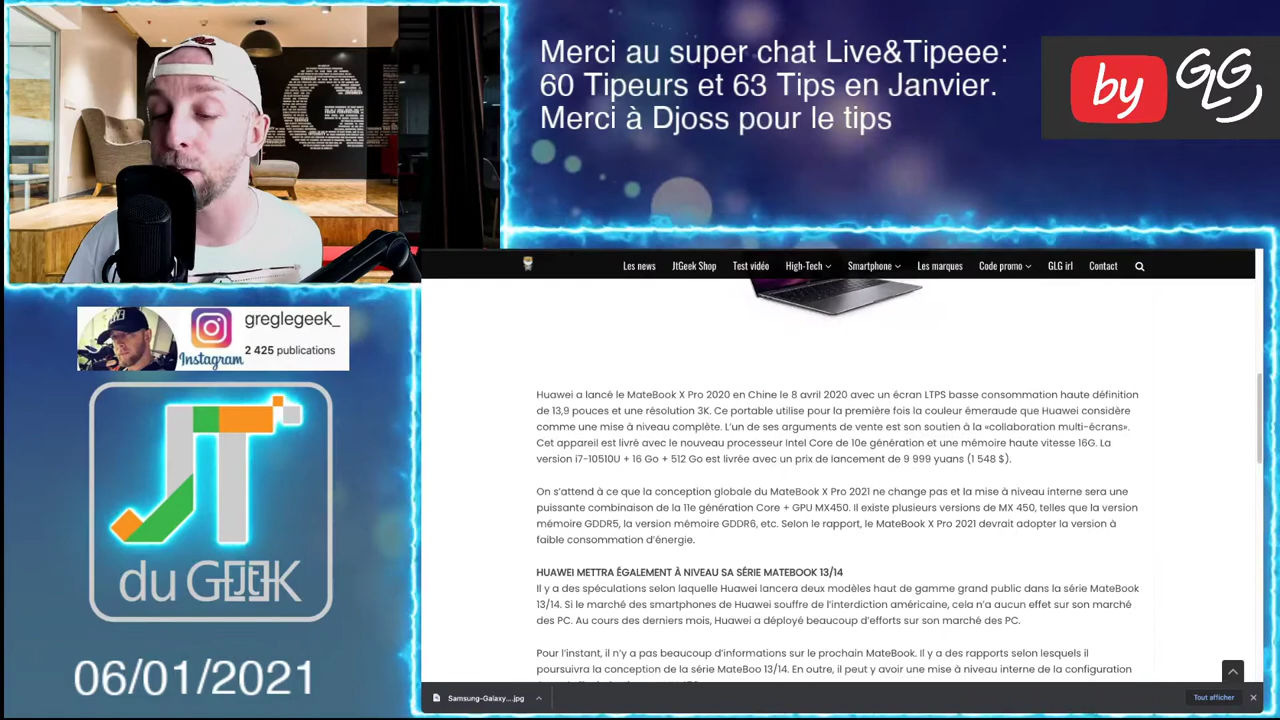 Merci au super chat Live&Tipeee:
60 Tipeurs et 63 Tips en Janvier.
Merci à Djoss pour le tips
by
GLG
Les news
JtGeek Shop
Test vidéo
High-Tech
Smartphone
Les marques
Code promo
GLG irl
Contact
greglegeek_
Instagram
2 425 publications
JT
du GEEK
06/01/2021
Huawei a lancé le MateBook X Pro 2020 en Chine le 8 avril 2020 avec un écran LTPS basse consommation haute définition
de 13,9 pouces et une résolution 3K. Ce portable utilise pour la première fois la couleur émeraude que Huawei considère
comme une mise à niveau complète. L'un de ses arguments de vente est son soutien à la «collaboration multi-écrans».
Cet appareil est livré avec le nouveau processeur Intel Core de 10e génération et une mémoire haute vitesse 16G. La
version i7-10510U + 16 Go + 512 Go est livrée avec un prix de lancement de 9 999 yuans (1 548 $).
On s'attend à ce que la conception globale du MateBook X Pro 2021 ne change pas et la mise à niveau interne sera une
puissante combinaison de la 11e génération Core + GPU MX450. Il existe plusieurs versions de MX 450, telles que la version
mémoire GDDR5, la version mémoire GDDR6, etc. Selon le rapport, le MateBook X Pro 2021 devrait adopter la version à
faible consommation d'énergie.
HUAWEI METTRA ÉGALEMENT À NIVEAU SA SÉRIE MATEBOOK 13/14
Il y a des spéculations selon laquelle Huawei lancera deux modèles haut de gamme grand public dans la série MateBook
13/14. Si le marché des smartphones de Huawei souffre de l'interdiction américaine, cela n'a aucun effet sur son marché
des PC. Au cours des derniers mois, Huawei a déployé beaucoup d'efforts sur son marché des PC.
Pour l'instant, il n'y a pas beaucoup d'informations sur le prochain MateBook. Il y a des rapports selon lesquels il
poursuivra la conception de la série MateBoo 13/14. En outre, il peut y avoir une mise à niveau interne de la configuration
Samsung-Galaxy....jpg
Tout afficher